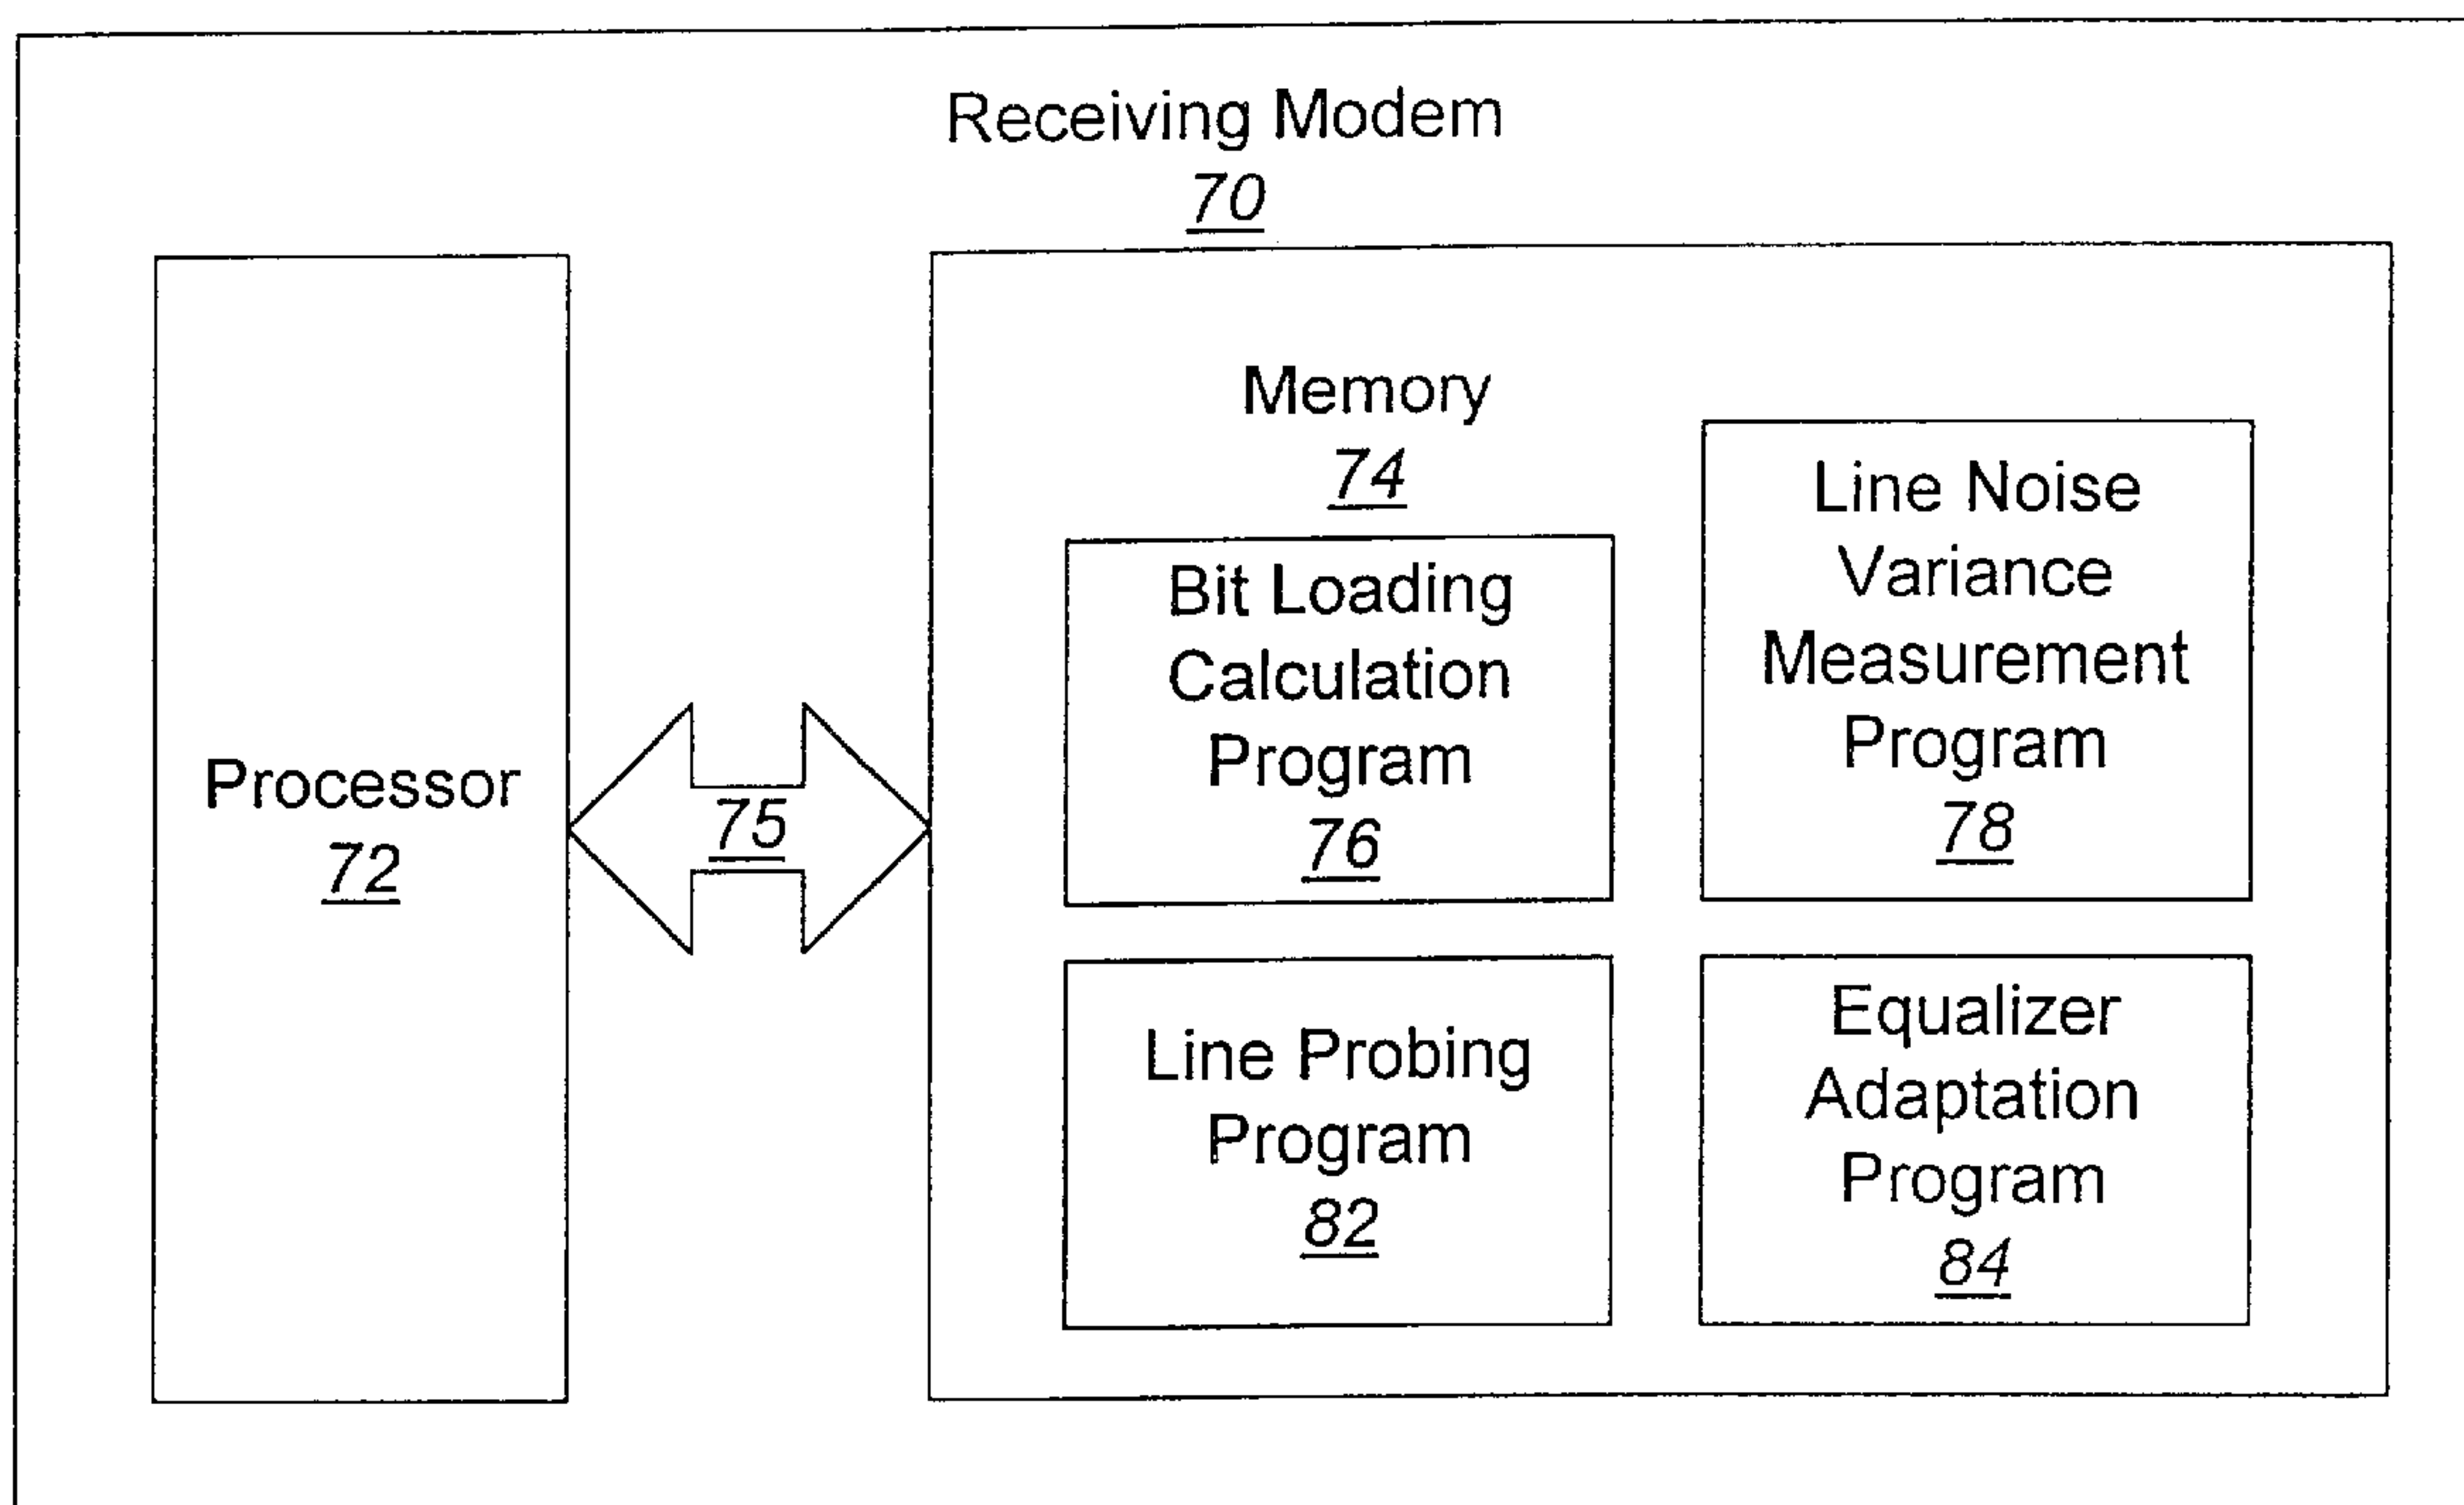 Receiving Modem
70
Processor
72
75
Memory
74
Bit Loading
Calculation
Program
76
Line Noise
Variance
Measurement
Program
78
Line Probing
Program
82
Equalizer
Adaptation
Program
84